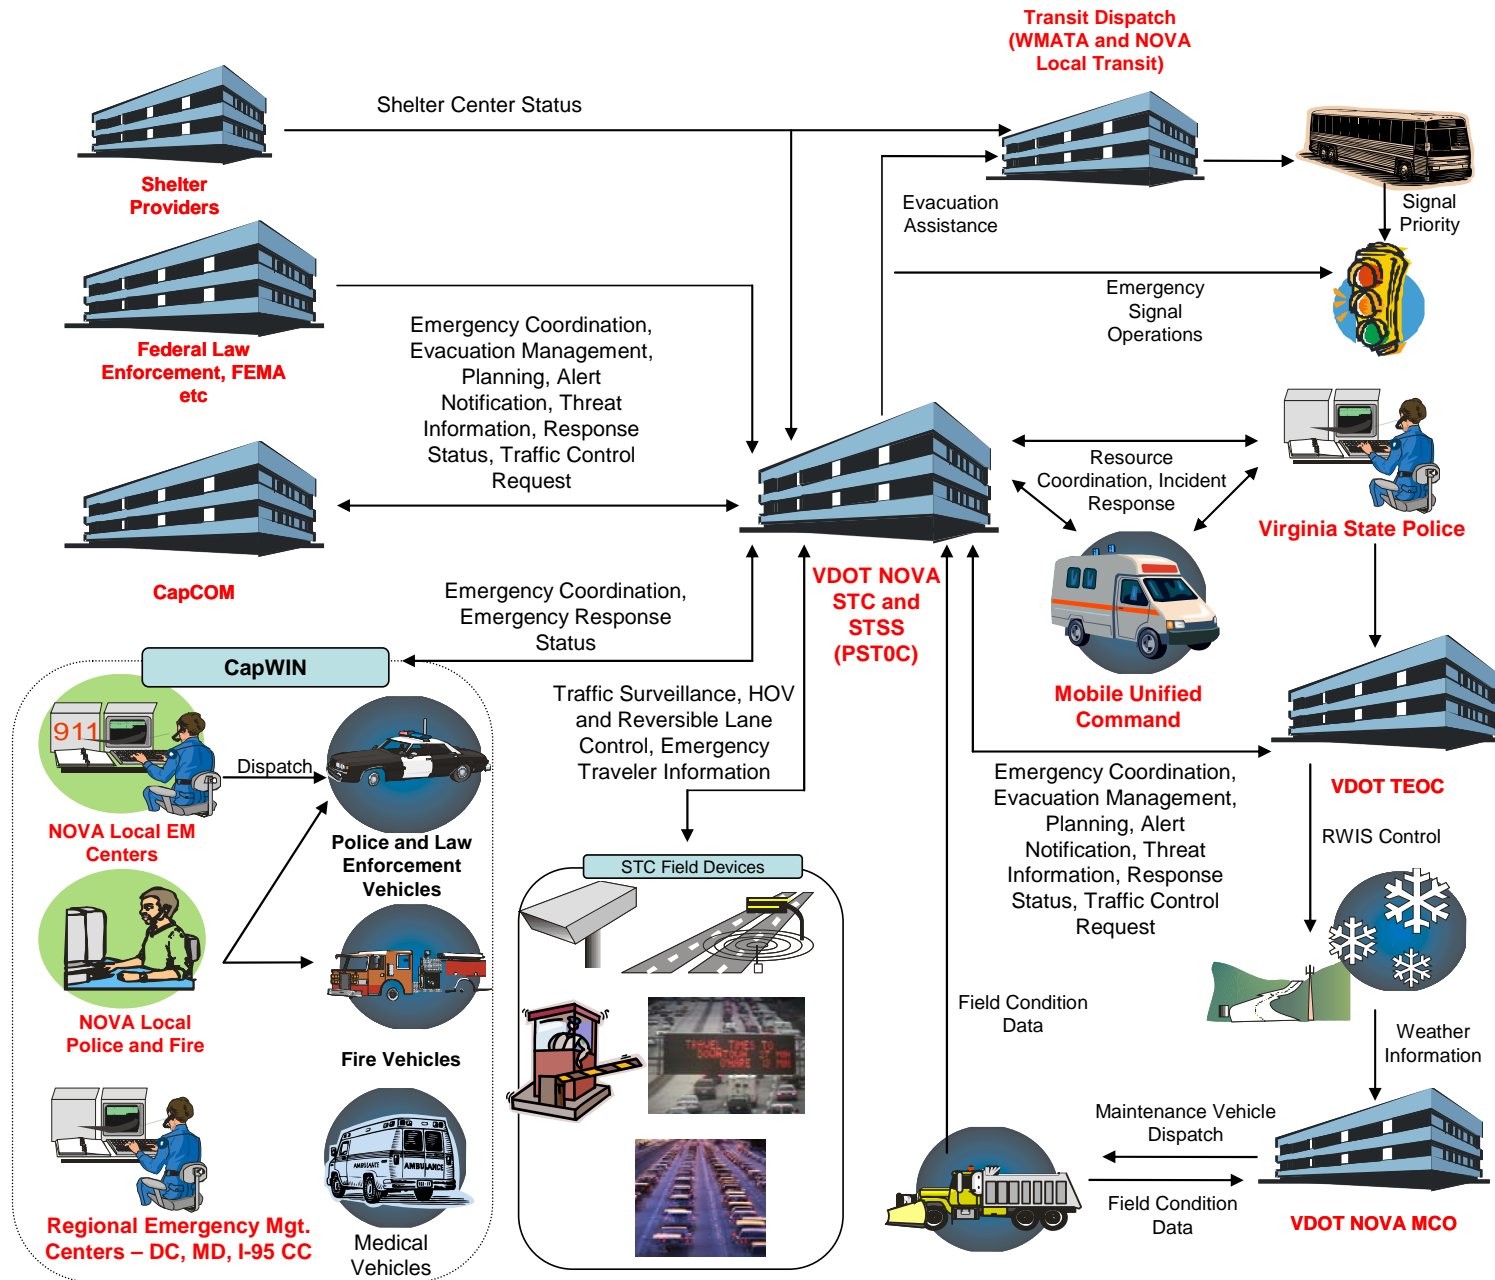 Transit Dispatch
(WMATA and NOVA
Local Transit)
Shelter Center Status
Shelter
Providers
Evacuation
Assistance
Signal
Priority
Emergency
Signal
Operations
Federal Law
Enforcement, FEMA
etc
Emergency Coordination,
Evacuation Management,
Planning, Alert
Notification, Threat
Information, Response
Status, Traffic Control
Request
CapCOM
Resource
Coordination, Incident
Response
Virginia State Police
VDOT NOVA
STC and
STSS
(PST0C)
Mobile Unified
Command
Emergency Coordination,
Emergency Response
Status
CapWIN
911
Dispatch
NOVA Local EM
Centers
Police and Law
Enforcement
Vehicles
NOVA Local
Police and Fire
Fire Vehicles
AMBULANCE
AMBULANCE
Regional Emergency Mgt.
Centers – DC, MD, I-95 CC
Medical
Vehicles
Traffic Surveillance, HOV
and Reversible Lane
Control, Emergency
Traveler Information
STC Field Devices
TRAVEL TIMES TO
Emergency Coordination,
Evacuation Management,
Planning, Alert
Notification, Threat
Information, Response
Status, Traffic Control
Request
VDOT TEOC
RWIS Control
Field Condition
Data
Weather
Information
Maintenance Vehicle
Dispatch
Field Condition
Data
VDOT NOVA MCO